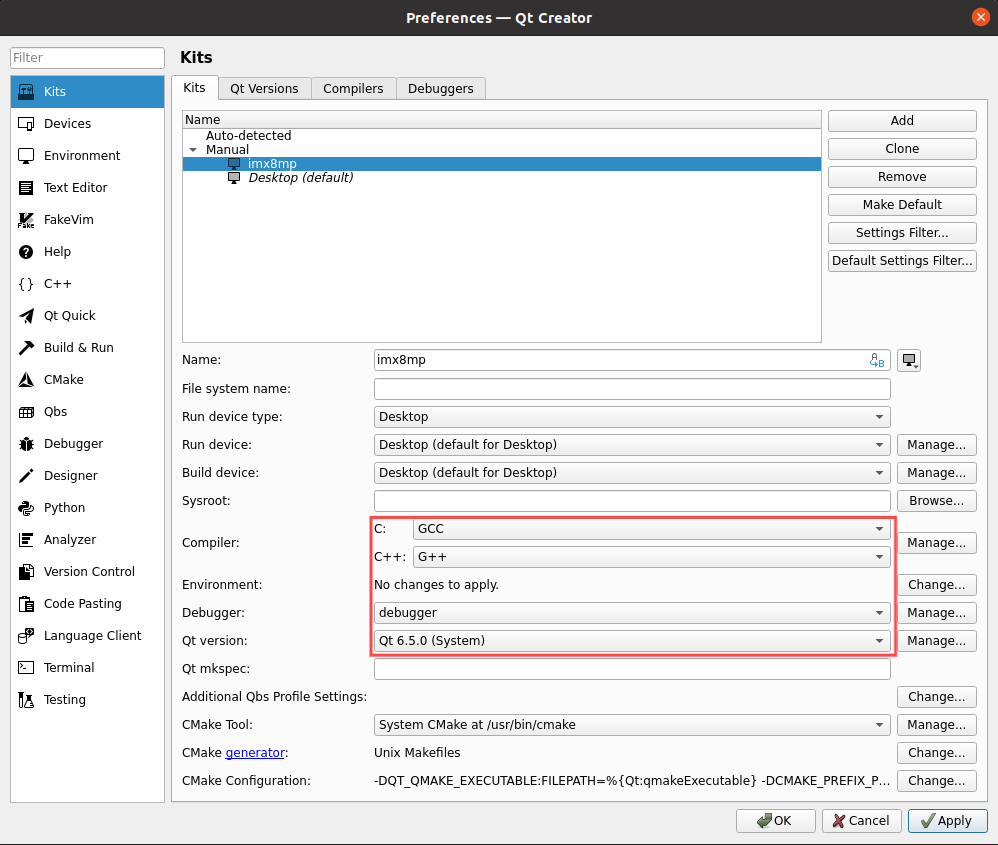 Preferences — Qt Creator
Filter
Kits
Devices
Environment
Text Editor
FakeVim
Help
C++
Qt Quick
Build & Run
CMake
Qbs
Debugger
Designer
Python
Analyzer
Version Control
Code Pasting
Language Client
Terminal
Testing
Kits
Kits Qt Versions Compilers Debuggers
Name
Auto-detected
Manual
imx8mp
Desktop (default)
Add
Clone
Remove
Make Default
Settings Filter...
Default Settings Filter...
Name: imx8mp
File system name:
Run device type: Desktop
Run device: Desktop (default for Desktop) Manage...
Build device: Desktop (default for Desktop) Manage...
Sysroot: Browse...
Compiler: C: GCC
C++: G++ Manage...
Environment: No changes to apply. Change...
Debugger: debugger Manage...
Qt version: Qt 6.5.0 (System) Manage...
Qt mkspec:
Additional Qbs Profile Settings: Change...
CMake Tool: System CMake at /usr/bin/cmake Manage...
CMake generator: Unix Makefiles Change...
CMake Configuration: -DQT_QMAKE_EXECUTABLE:FILEPATH=%{Qt:qmakeExecutable} -DCMAKE_PREFIX_P... Change...
OK Cancel Apply